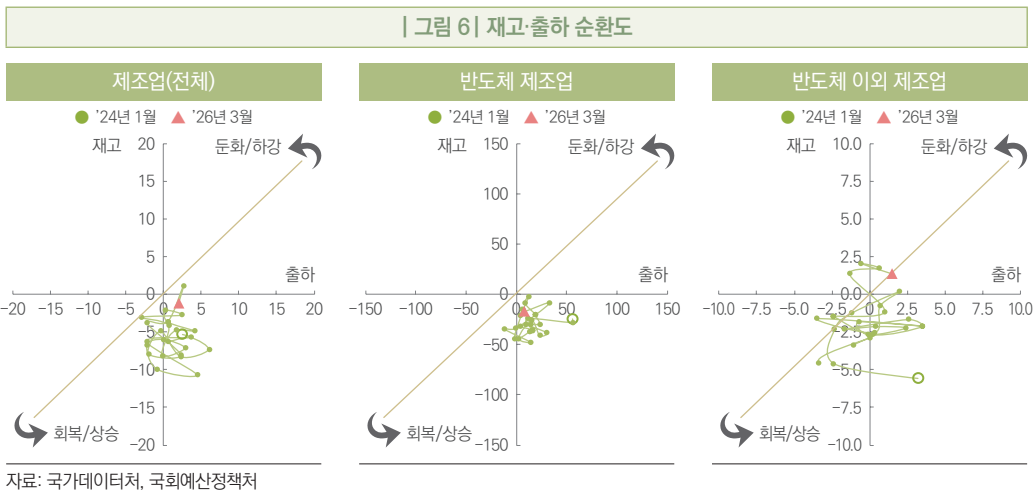 | 그림 6 | 재고·출하 순환도
제조업(전체)
'24년 1월 '26년 3월
재고
둔화/하강
출하
회복/상승
20
15
10
5
0
-5
-10
-15
-20
-20 -15 -10 -5 0 5 10 15 20
반도체 제조업
'24년 1월 '26년 3월
재고
둔화/하강
출하
회복/상승
150
100
50
0
-50
-100
-150
-150 -100 -50 0 50 100 150
반도체 이외 제조업
'24년 1월 '26년 3월
재고
둔화/하강
출하
회복/상승
10.0
7.5
5.0
2.5
0.0
-2.5
-5.0
-7.5
-10.0
-10.0 -7.5 -5.0 -2.5 0.0 2.5 5.0 7.5 10.0
자료: 국가데이터처, 국회예산정책처